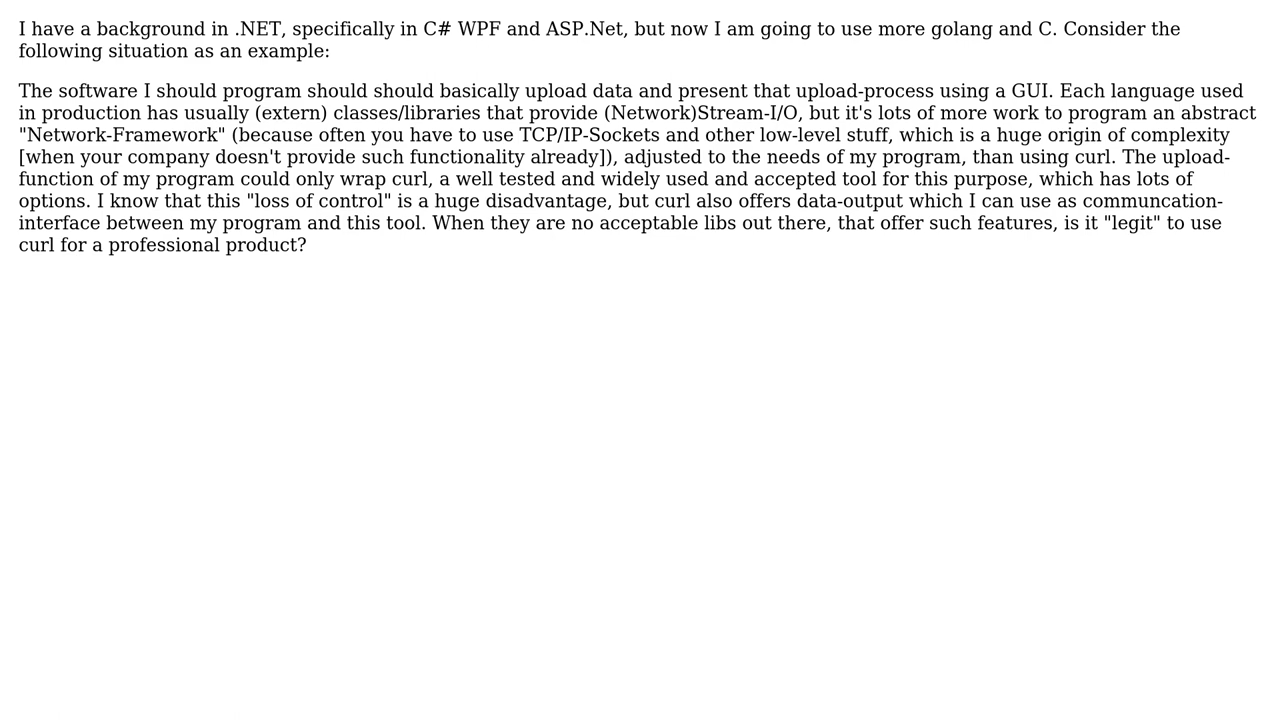 I have a background in .NET, specifically in C# WPF and ASP.Net, but now I am going to use more golang and C. Consider the
following situation as an example:
The software I should program should should basically upload data and present that upload-process using a GUI. Each language used
in production has usually (extern) classes/libraries that provide (Network)Stream-I/O, but it's lots of more work to program an abstract
"Network-Framework" (because often you have to use TCP/IP-Sockets and other low-level stuff, which is a huge origin of complexity
[when your company doesn't provide such functionality already]), adjusted to the needs of my program, than using curl. The upload-
function of my program could only wrap curl, a well tested and widely used and accepted tool for this purpose, which has lots of
options. I know that this "loss of control" is a huge disadvantage, but curl also offers data-output which I can use as communcation-
interface between my program and this tool. When they are no acceptable libs out there, that offer such features, is it "legit" to use
curl for a professional product?